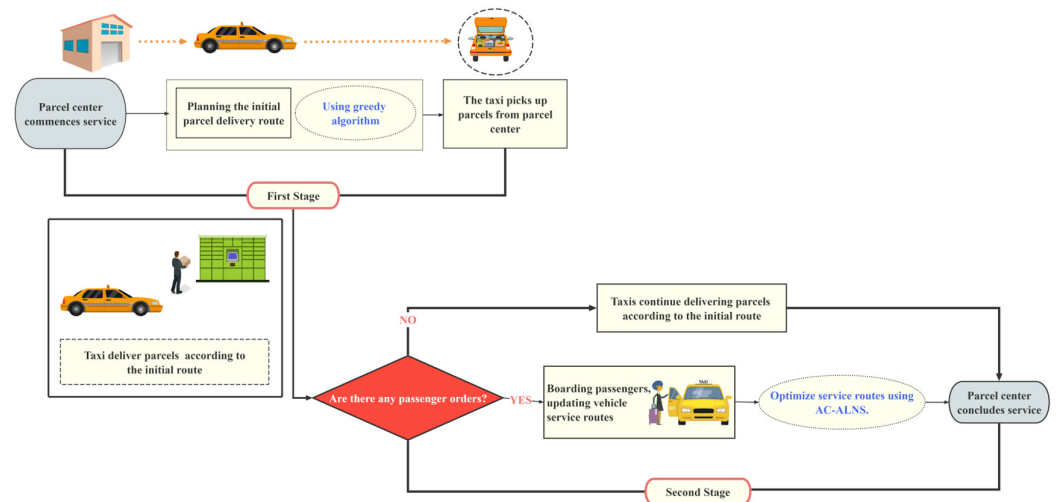 Parcel center
commences service
Planning the initial
parcel delivery route
Using greedy
algorithm
The taxi picks up
parcels from parcel
center
First Stage
Taxi deliver parcels according to
the initial route
NO
Taxis continue delivering parcels
according to the initial route
Are there any passenger orders?
YES
Boarding passengers,
updating vehicle
service routes
TAXI
Optimize service routes using
AC-ALNS.
Parcel center
concludes service
Second Stage